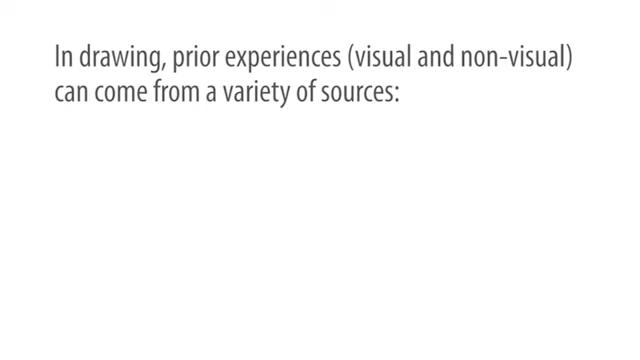 In drawing, prior experiences (visual and non-visual)
can come from a variety of sources: